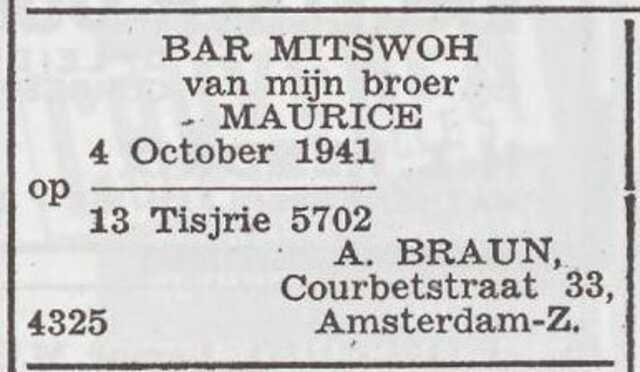 BAR MITSWOH
van mijn broer
MAURICE
4 October 1941
op
13 Tisjrie 5702
A. BRAUN,
Courbetstraat 33,
4325 Amsterdam-Z.